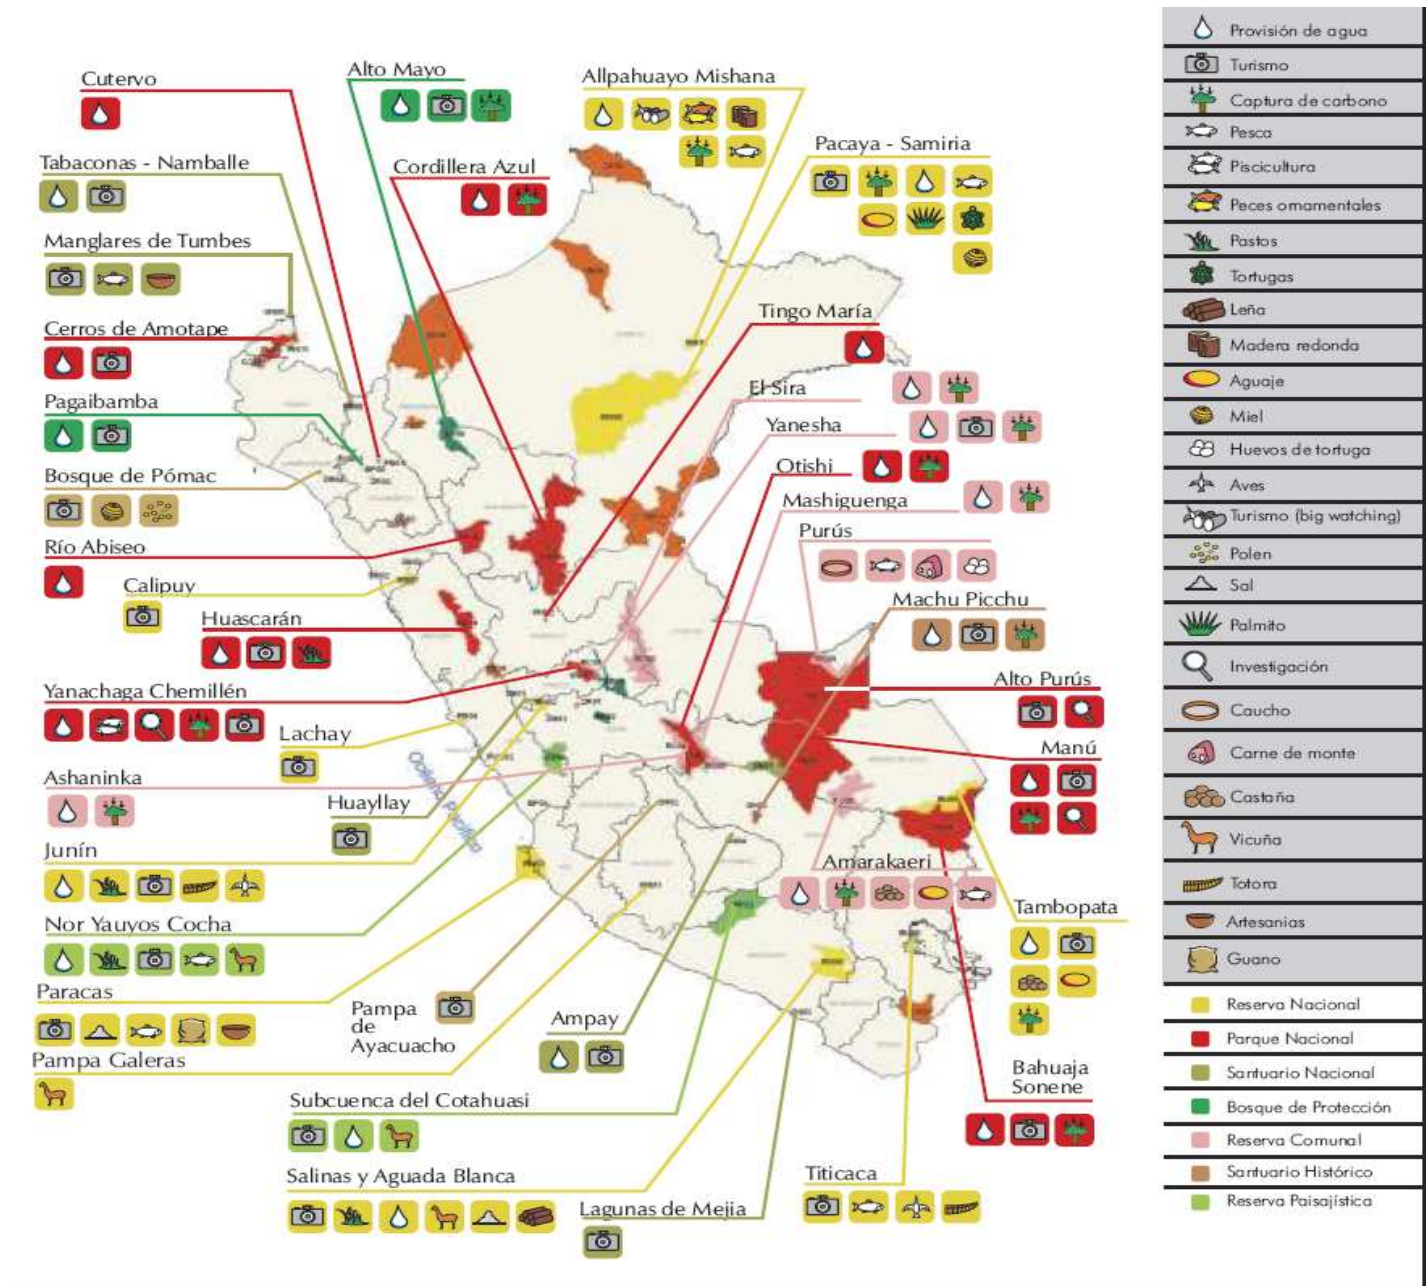 Cutervo
Alto Mayo
Allpahuayo Mishana
Tabaconas - Namballe
Cordillera Azul
Pacaya - Samiria
Manglares de Tumbes
Cerros de Amotape
Tingo María
Pagaibamba
El Sira
Yanesha
Bosque de Pómac
Otishi
Mashiguenga
Río Abiseo
Purús
Calipuy
Machu Picchu
Huascarán
Yanachaga Chemillén
Alto Purús
Lachay
Manú
Océano Pacífico
Ashaninka
Huayllay
Junín
Amarakaeri
Nor Yauyos Cocha
Tambopata
Paracas
Pampa
de
Ayacuacho
Ampay
Pampa Galeras
Bahuaja
Sonene
Subcuenca del Cotahuasi
Salinas y Aguada Blanca
Titicaca
Lagunas de Mejia
Provisión de agua
Turismo
Captura de carbono
Pesca
Piscicultura
Peces ornamentales
Pastos
Tortugas
Leña
Madera redonda
Aguaje
Miel
Huevos de tortuga
Aves
Turismo (big watching)
Polen
Sal
Palmito
Investigación
Caucho
Carne de monte
Castaña
Vicuña
Totora
Artesanias
Guano
Reserva Nacional
Parque Nacional
Santuario Nacional
Bosque de Protección
Reserva Comunal
Santuario Histórico
Reserva Paisajística